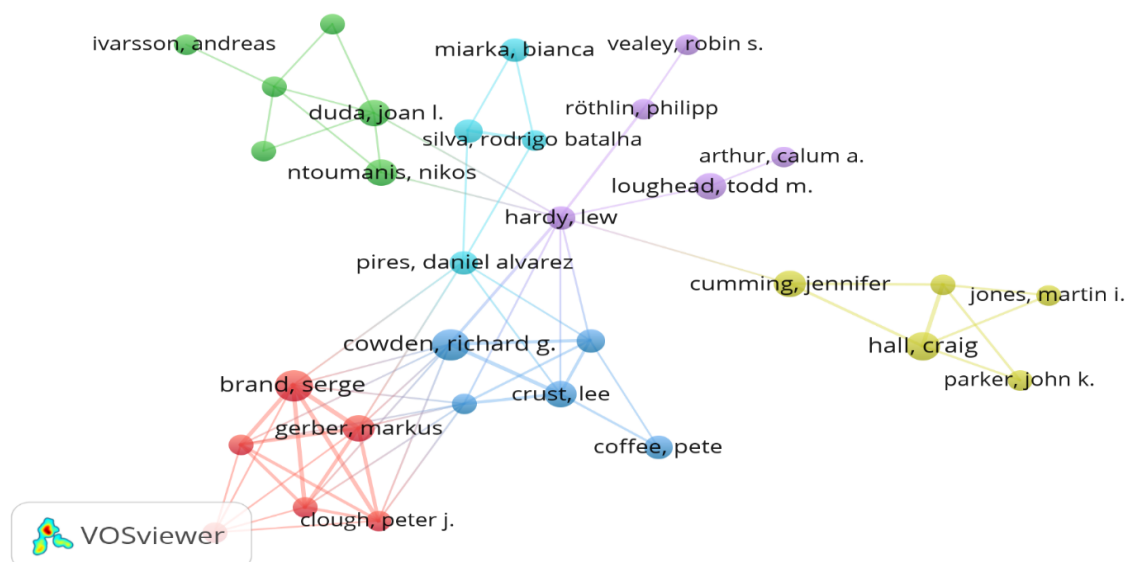 ivarsson, andreas
miarka, bianca
vealey, robin s.
duda, joan l.
röthlin, philipp
silva, rodrigo batalha
arthur, calum a.
ntoumanis, nikos
loughead, todd m.
hardy, lew
pires, daniel alvarez
cumming, jennifer
jones, martin i.
cowden, richard g.
hall, craig
brand, serge
crust, lee
parker, john k.
gerber, markus
coffee, pete
clough, peter j.
VOSviewer